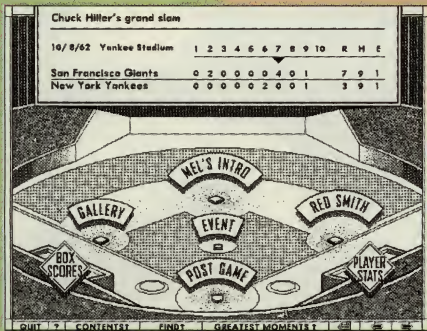 Chuck Hiller's grand slam
10/8/62 Yankee Stadium 1 2 3 4 5 6 7 8 9 10 R H E
San Francisco Giants 0 2 0 0 0 0 4 0 1 7 9 1
New York Yankees 0 0 0 0 0 2 0 0 1 3 9 1
MEL'S INTRO
GALLERY
RED SMITH
EVENT
BOX SCORES
PLAYER STATS
POST GAME
QUIT ? CONTENTS↑ FIND↑ GREATEST MOMENTS↑